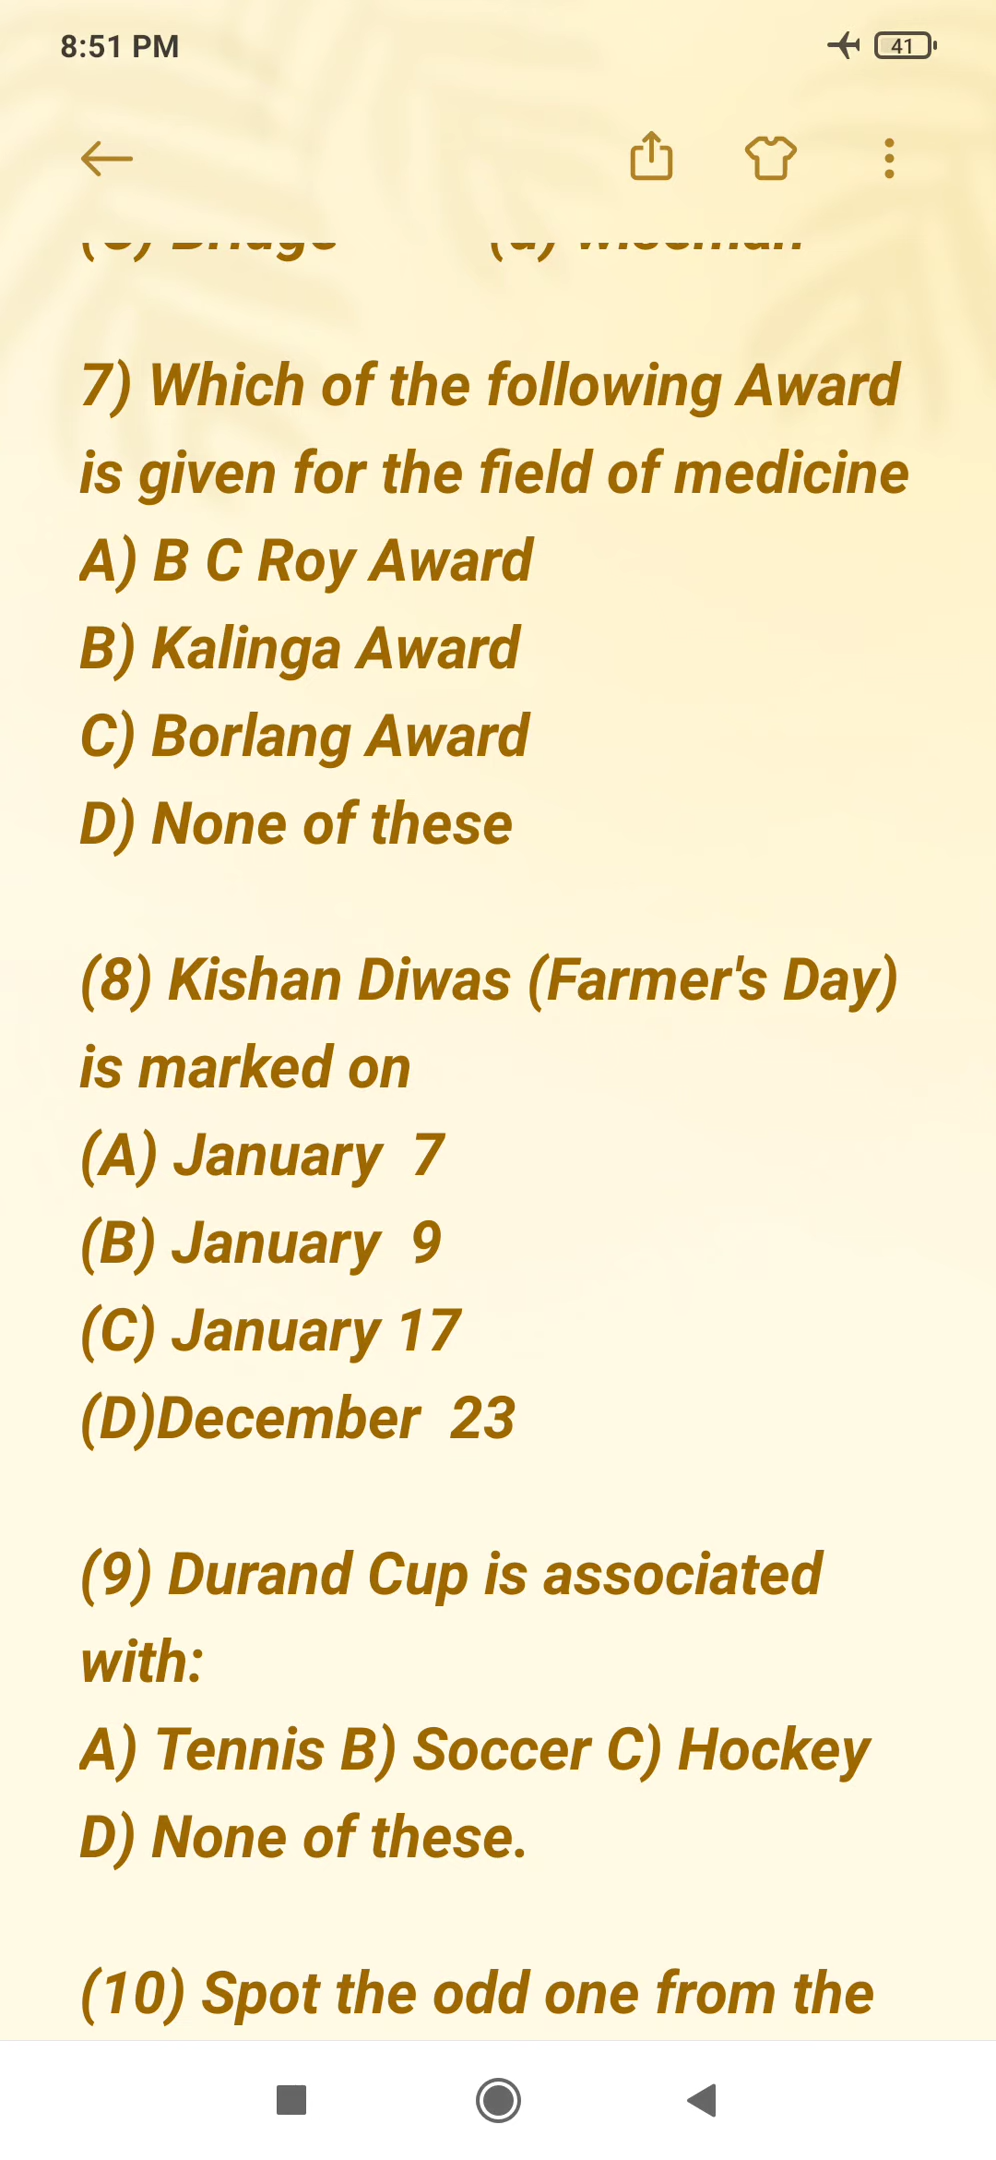 8:51 PM
41
7) Which of the following Award
is given for the field of medicine
A) B C Roy Award
B) Kalinga Award
C) Borlang Award
D) None of these
(8) Kishan Diwas (Farmer's Day)
is marked on
(A) January  7
(B) January  9
(C) January 17
(D)December  23
(9) Durand Cup is associated
with:
A) Tennis B) Soccer C) Hockey
D) None of these.
(10) Spot the odd one from the